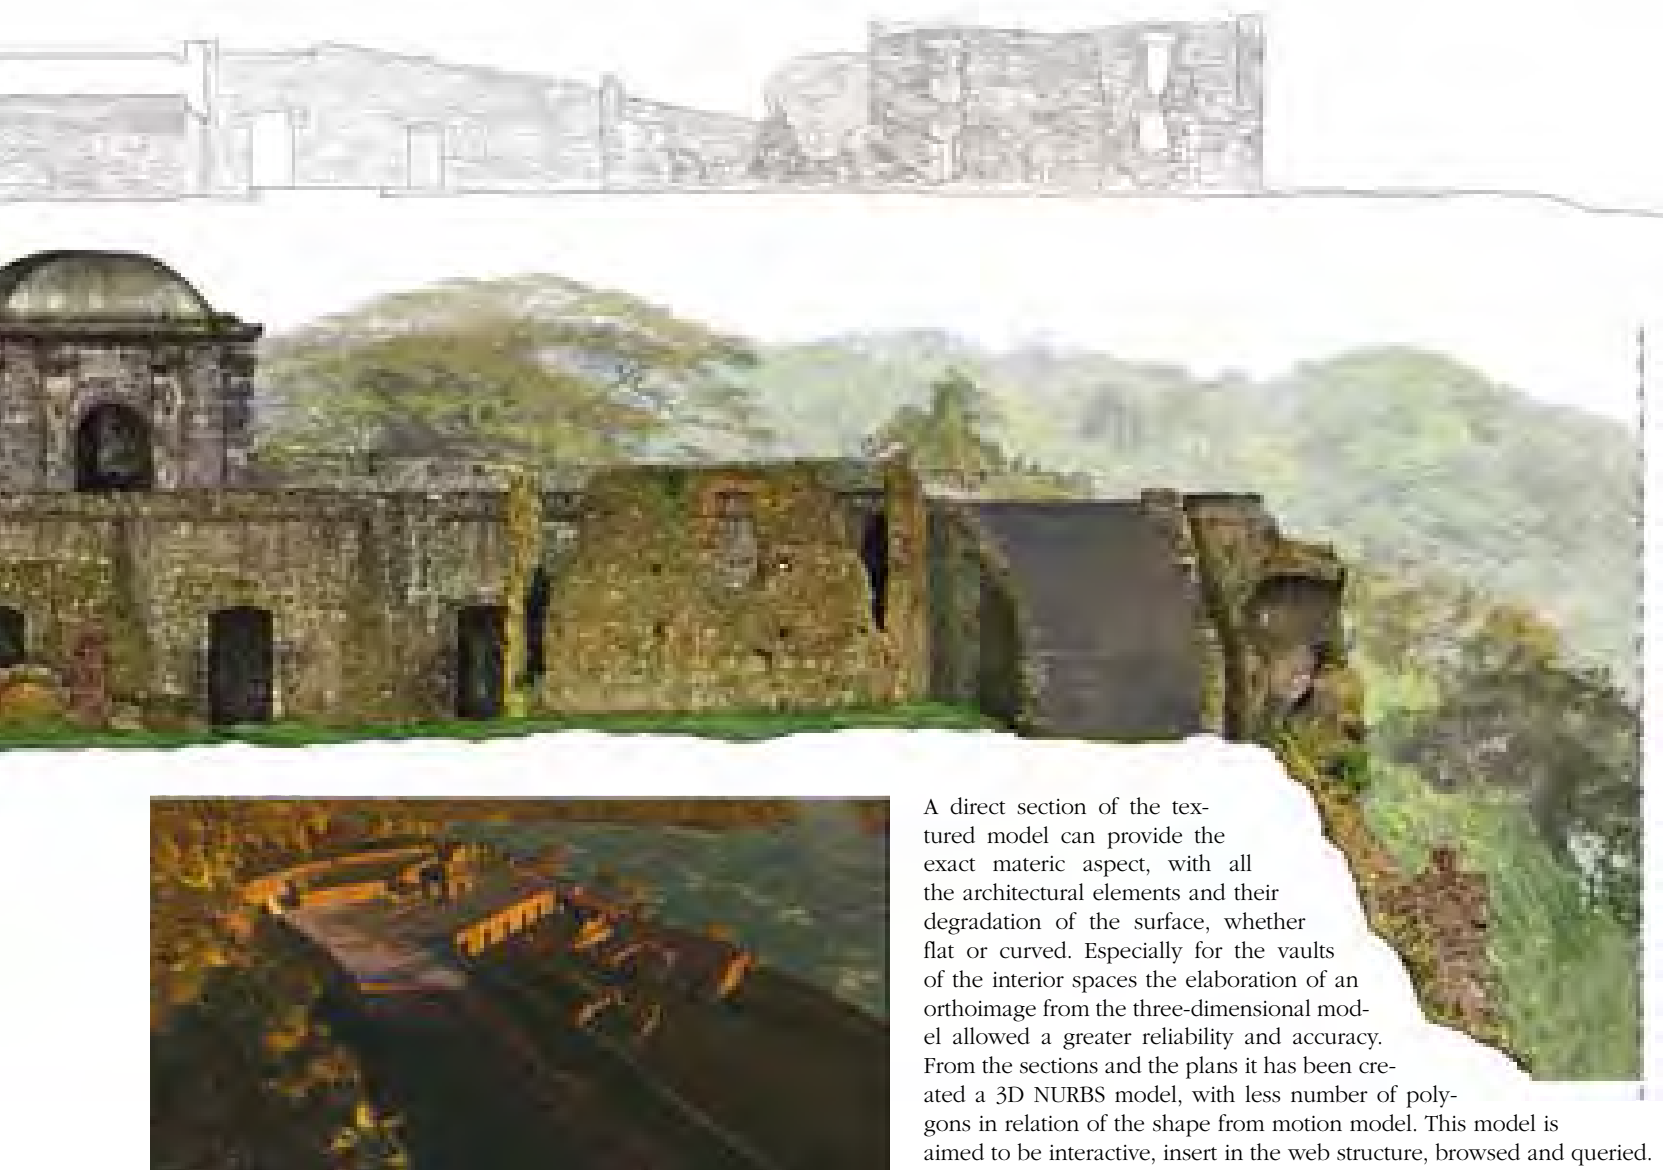 A direct section of the tex-
tured model can provide the
exact materic aspect, with all
the architectural elements and their
degradation of the surface, whether
flat or curved. Especially for the vaults
of the interior spaces the elaboration of an
orthoimage from the three-dimensional mod-
el allowed a greater reliability and accuracy.
From the sections and the plans it has been cre-
ated a 3D NURBS model, with less number of poly-
gons in relation of the shape from motion model. This model is
aimed to be interactive, insert in the web structure, browsed and queried.